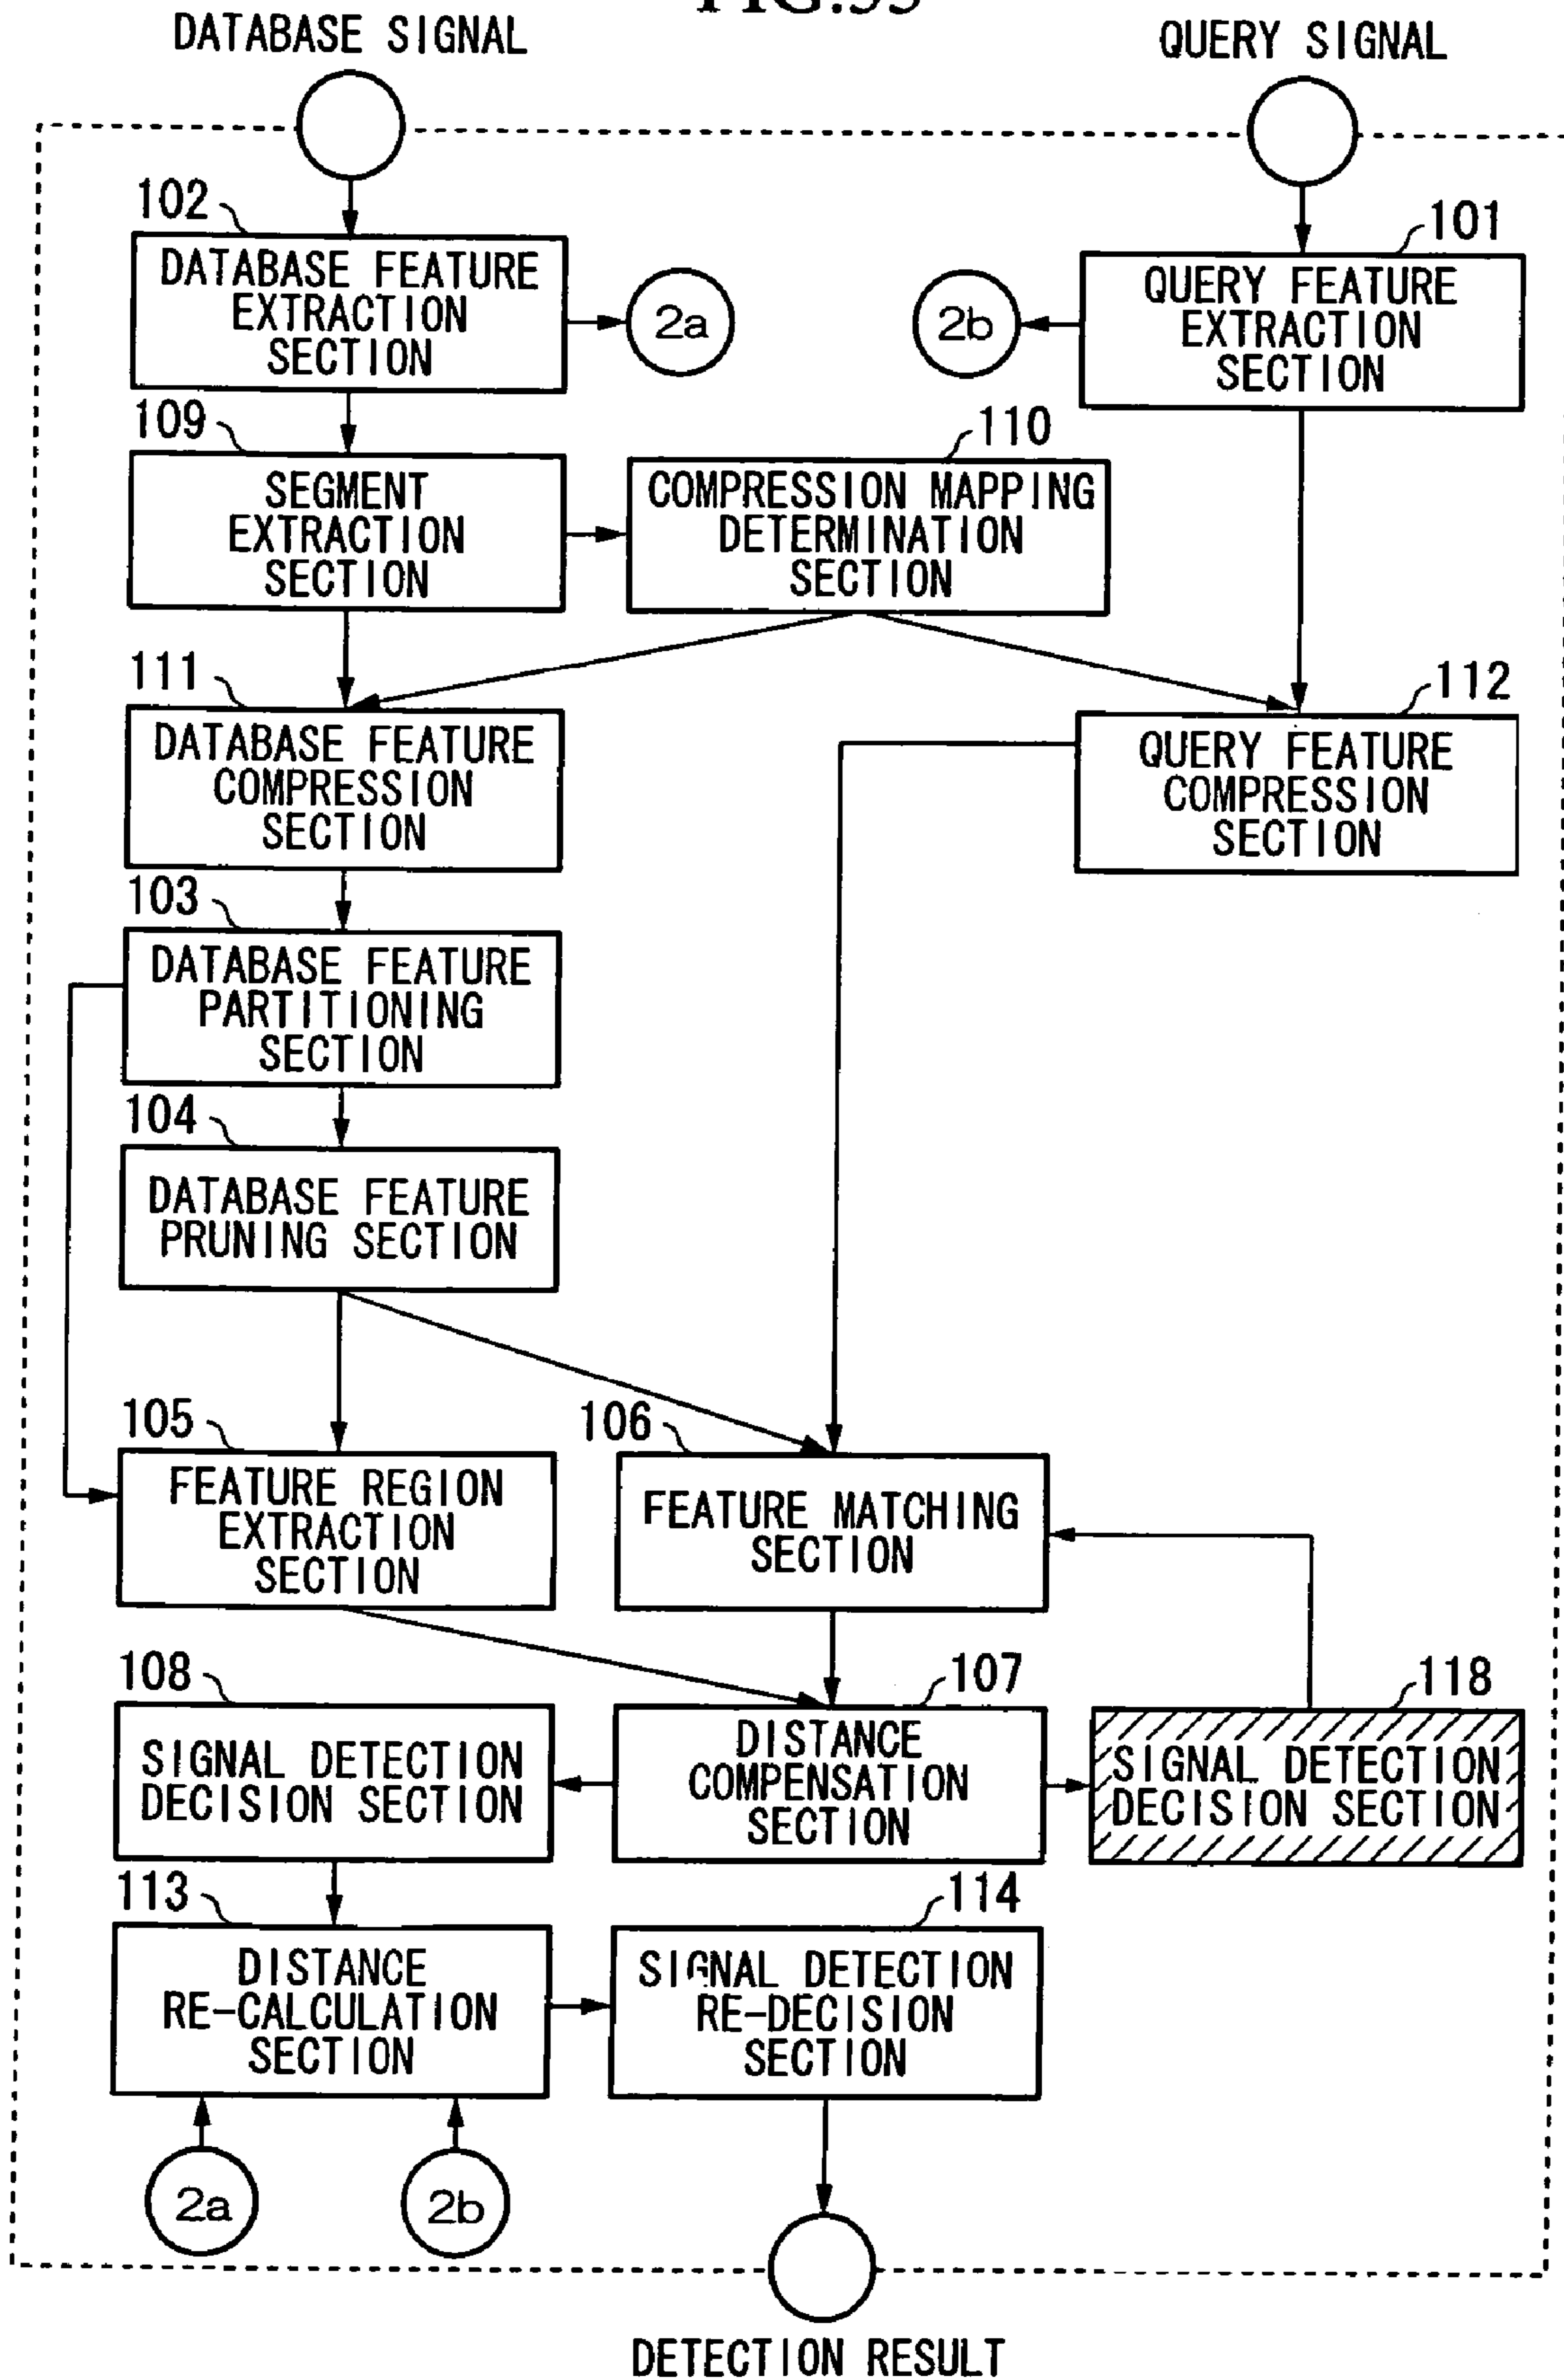 DATABASE SIGNAL
QUERY SIGNAL
102
101
DATABASE FEATURE
EXTRACTION
SECTION
2a
2b
QUERY FEATURE
EXTRACTION
SECTION
109
110
SEGMENT
EXTRACTION
SECTION
COMPRESSION MAPPING
DETERMINATION
SECTION
111
112
DATABASE FEATURE
COMPRESSION
SECTION
QUERY FEATURE
COMPRESSION
SECTION
103
DATABASE FEATURE
PARTITIONING
SECTION
104
DATABASE FEATURE
PRUNING SECTION
105
106
FEATURE REGION
EXTRACTION
SECTION
FEATURE MATCHING
SECTION
108
107
118
SIGNAL DETECTION
DECISION SECTION
DISTANCE
COMPENSATION
SECTION
SIGNAL DETECTION
DECISION SECTION
113
114
DISTANCE
RE-CALCULATION
SECTION
SIGNAL DETECTION
RE-DECISION
SECTION
2a
2b
DETECTION RESULT